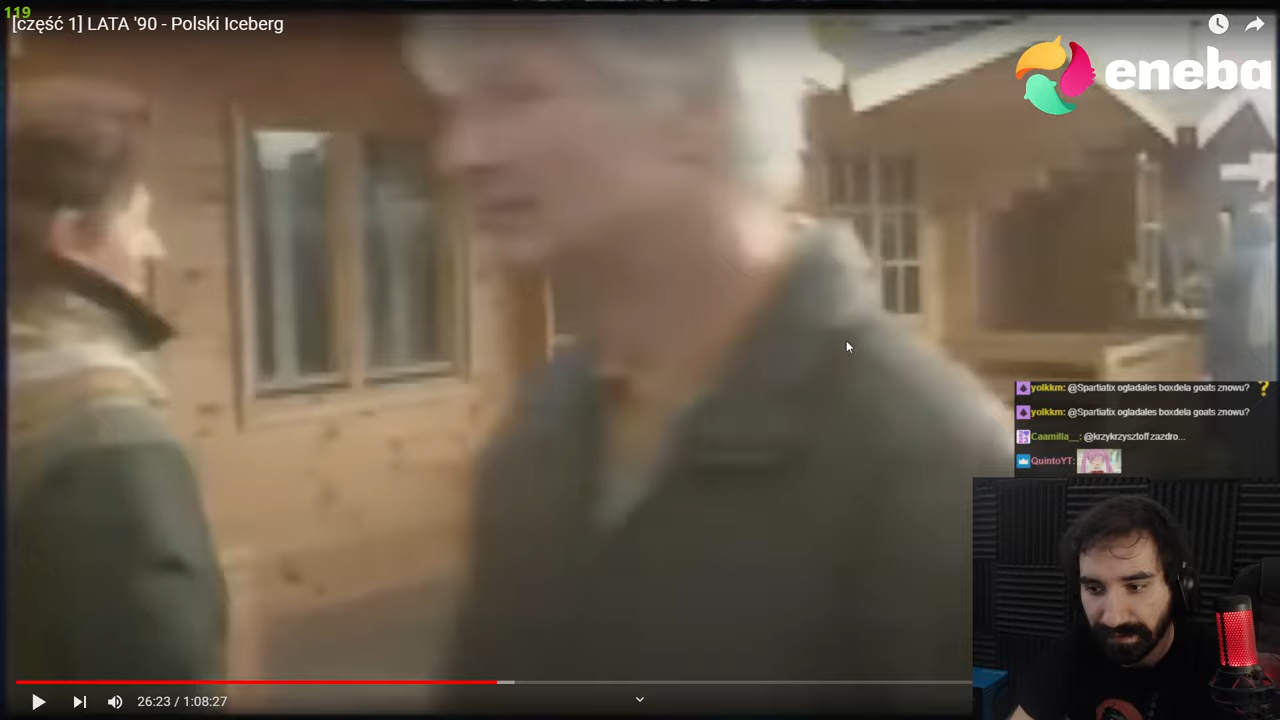 119
[część 1] LATA '90 - Polski Iceberg
eneba
yolkkm: @Spartiatix ogladales boxdela goats znowu?
yolkkm: @Spartiatix ogladales boxdela goats znowu?
Caamilla__: @krzykrzysztoff zazdro...
QuintoYT:
26:23 / 1:08:27